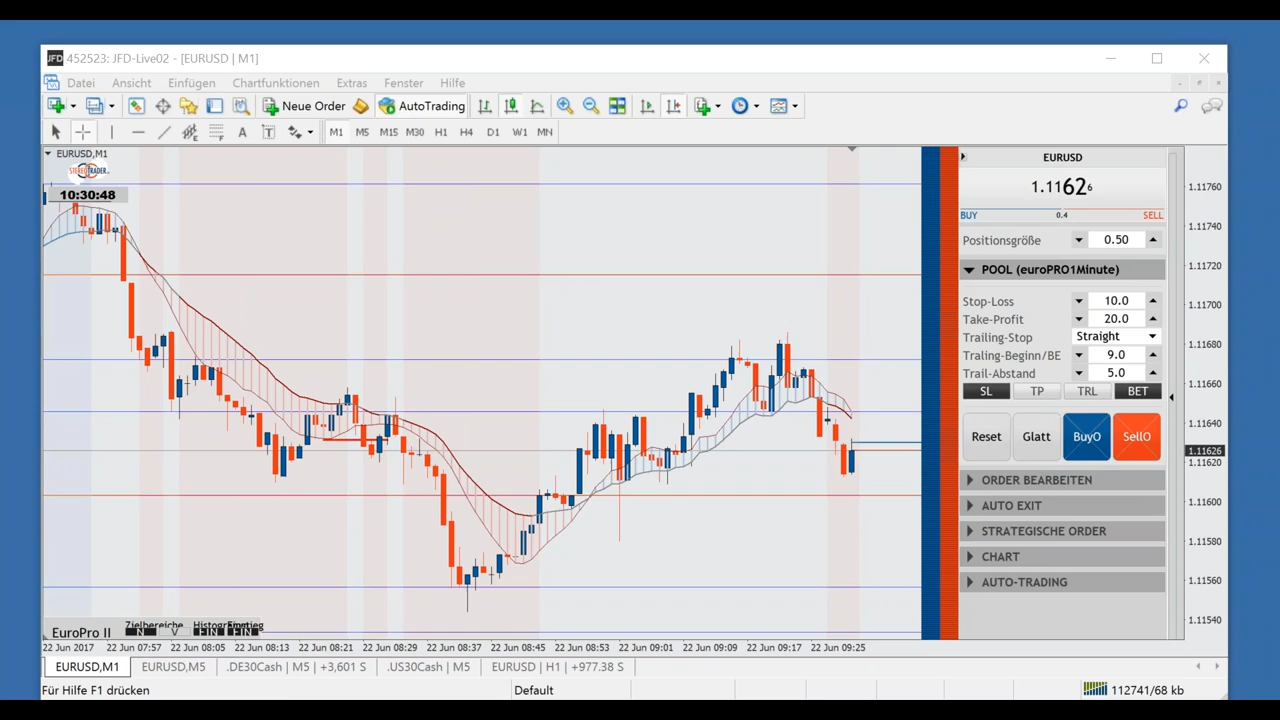 JFD 452523: JFD-Live02 - [EURUSD | M1]
Datei Ansicht Einfügen Chartfunktionen Extras Fenster Hilfe
Neue Order AutoTrading
A T M1 M5 M15 M30 H1 H4 D1 W1 MN
EURUSD,M1
STEREOTRADER
10:30:48
EURUSD
1.11626
BUY 0.4 SELL
Positionsgröße 0.50
POOL (euroPRO1Minute)
Stop-Loss 10.0
Take-Profit 20.0
Trailing-Stop Straight
Traling-Beginn/BE 9.0
Trail-Abstand 5.0
SL TP TRL BET
Reset Glatt BuyO SellO
ORDER BEARBEITEN
AUTO EXIT
STRATEGISCHE ORDER
CHART
AUTO-TRADING
1.11760
1.11740
1.11720
1.11700
1.11680
1.11660
1.11640
1.11626
1.11620
1.11600
1.11580
1.11560
1.11540
EuroPro II
Zielbereiche
N V FIN FIN
22 Jun 2017 22 Jun 07:57 22 Jun 08:05 22 Jun 08:13 22 Jun 08:21 22 Jun 08:29 22 Jun 08:37 22 Jun 08:45 22 Jun 08:53 22 Jun 09:01 22 Jun 09:09 22 Jun 09:17 22 Jun 09:25
EURUSD,M1 EURUSD,M5 .DE30Cash | M5 | +3,601 S .US30Cash | M5 EURUSD | H1 | +977.38 S
Für Hilfe F1 drücken Default 112741/68 kb